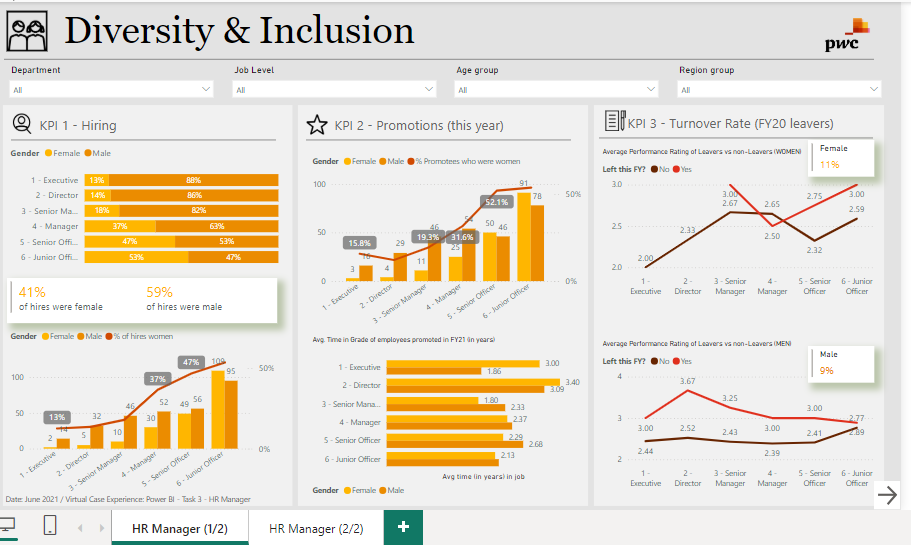 Diversity & Inclusion
pwc
Department
Job Level
Age group
Region group
All
All
All
All
KPI 1 - Hiring
Gender Female Male
1 - Executive 13% 88%
2 - Director 14% 86%
3 - Senior Ma... 18% 82%
4 - Manager 37% 63%
5 - Senior Offi... 47% 53%
6 - Junior Offi... 53% 47%
41%
of hires were female
59%
of hires were male
Gender Female Male % of hires women
100
50
0
50%
0%
13%
37%
47%
2 14
5 32
10 46
30 52
49 56
109 95
1 - Executive
2 - Director
3 - Senior Manager
4 - Manager
5 - Senior Officer
6 - Junior Officer
Date: June 2021 / Virtual Case Experience: Power BI - Task 3 - HR Manager
KPI 2 - Promotions (this year)
Gender Female Male % Promotees who were women
100
50
0
50%
0%
15.8%
19.3%
31.6%
52.1%
3 16
4 29
11 46
25 54
50 46
91 78
1 - Executive
2 - Director
3 - Senior Manager
4 - Manager
5 - Senior Officer
6 - Junior Officer
Avg. Time in Grade of employees promoted in FY21 (in years)
1 - Executive 3.00 1.86
2 - Director 3.40 3.09
3 - Senior Mana... 1.80 2.33
4 - Manager 2.37
5 - Senior Officer 2.29 2.68
6 - Junior Officer 2.13
Avg time (in years) in job
Gender Female Male
KPI 3 - Turnover Rate (FY20 leavers)
Average Performance Rating of Leavers vs non-Leavers (WOMEN)
Female
11%
Left this FY? No Yes
3.0
2.5
2.0
2.00
2.33
3.00
2.67
2.65
2.50
2.75
2.32
3.00
2.59
1 - Executive
2 - Director
3 - Senior Manager
4 - Manager
5 - Senior Officer
6 - Junior Officer
Average Performance Rating of Leavers vs non-Leavers (MEN)
Male
9%
Left this FY? No Yes
4
3
2
3.00
2.44
3.67
2.52
3.25
2.43
3.00
2.39
3.00
2.41
2.77
2.89
1 - Executive
2 - Director
3 - Senior Manager
4 - Manager
5 - Senior Officer
6 - Junior Officer
HR Manager (1/2)
HR Manager (2/2)